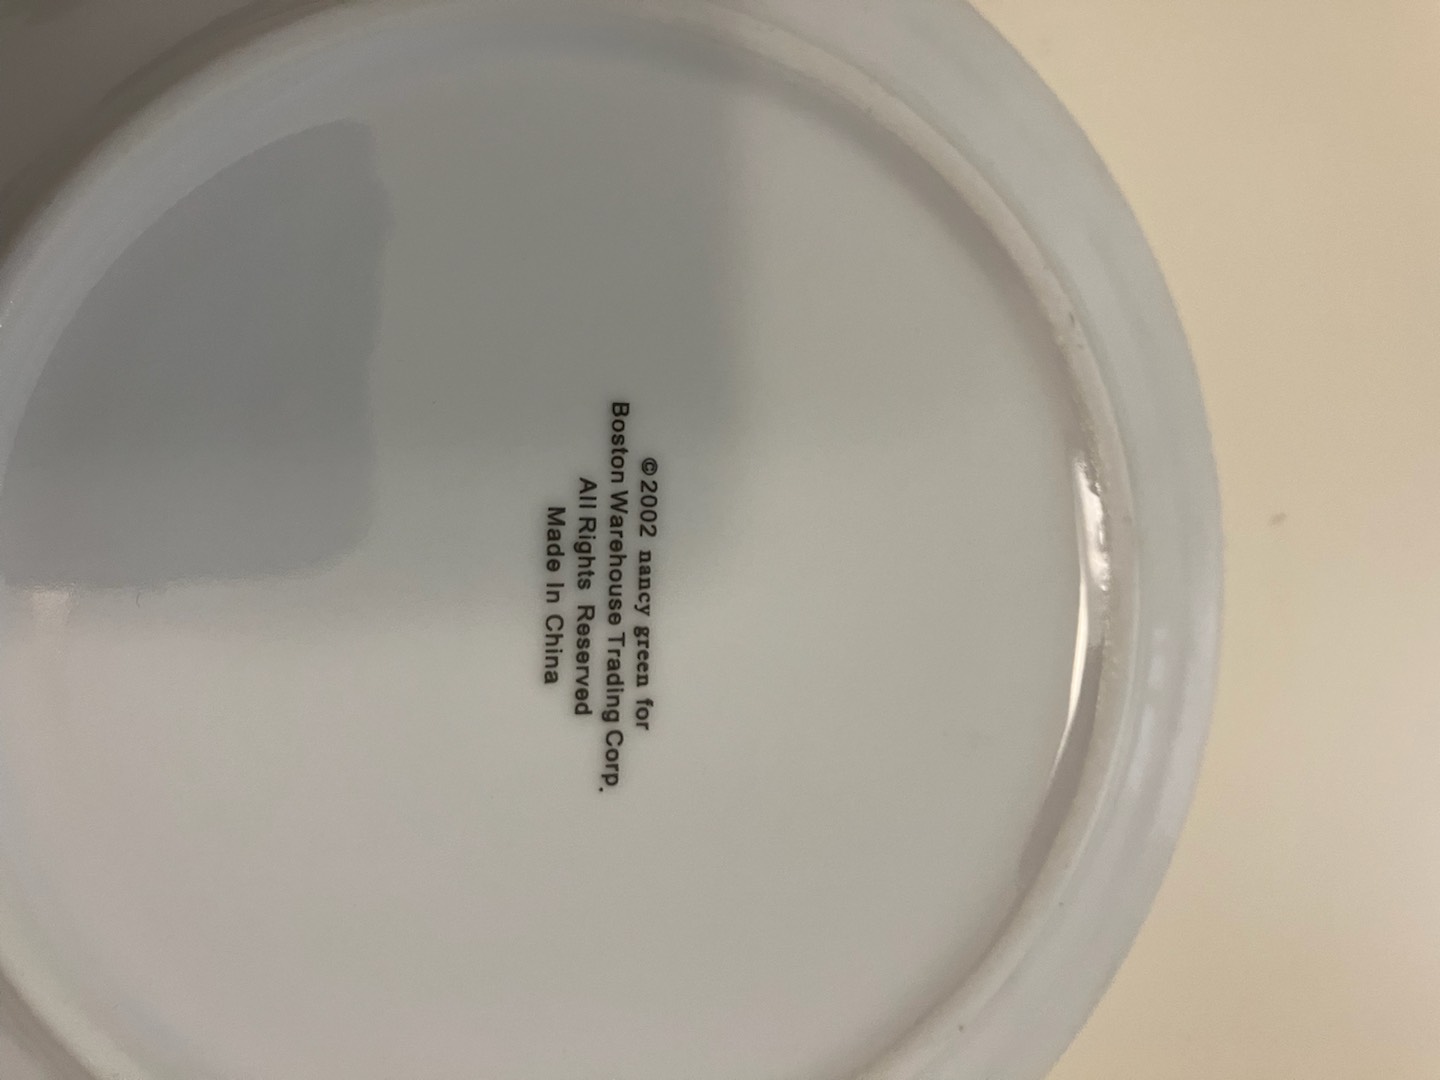 ©2002 nancy green for
Boston Warehouse Trading Corp.
All Rights Reserved
Made In China